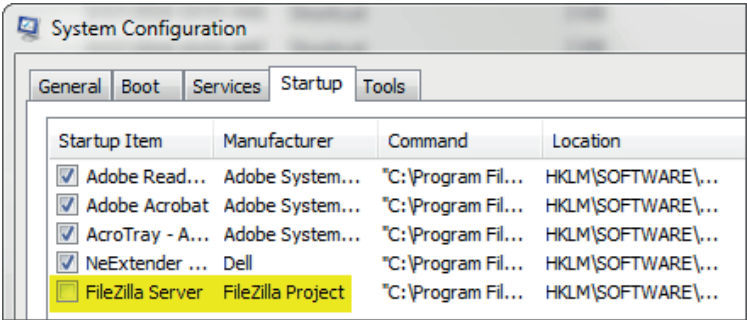 System Configuration
General Boot Services Startup Tools
Startup Item Manufacturer Command Location
Adobe Read... Adobe System... "C:\Program Fil... HKLM\SOFTWARE\...
Adobe Acrobat Adobe System... "C:\Program Fil... HKLM\SOFTWARE\...
AcroTray - A... Adobe System... "C:\Program Fil... HKLM\SOFTWARE\...
NeExtender ... Dell "C:\Program Fil... HKLM\SOFTWARE\...
FileZilla Server FileZilla Project "C:\Program Fil... HKLM\SOFTWARE\...